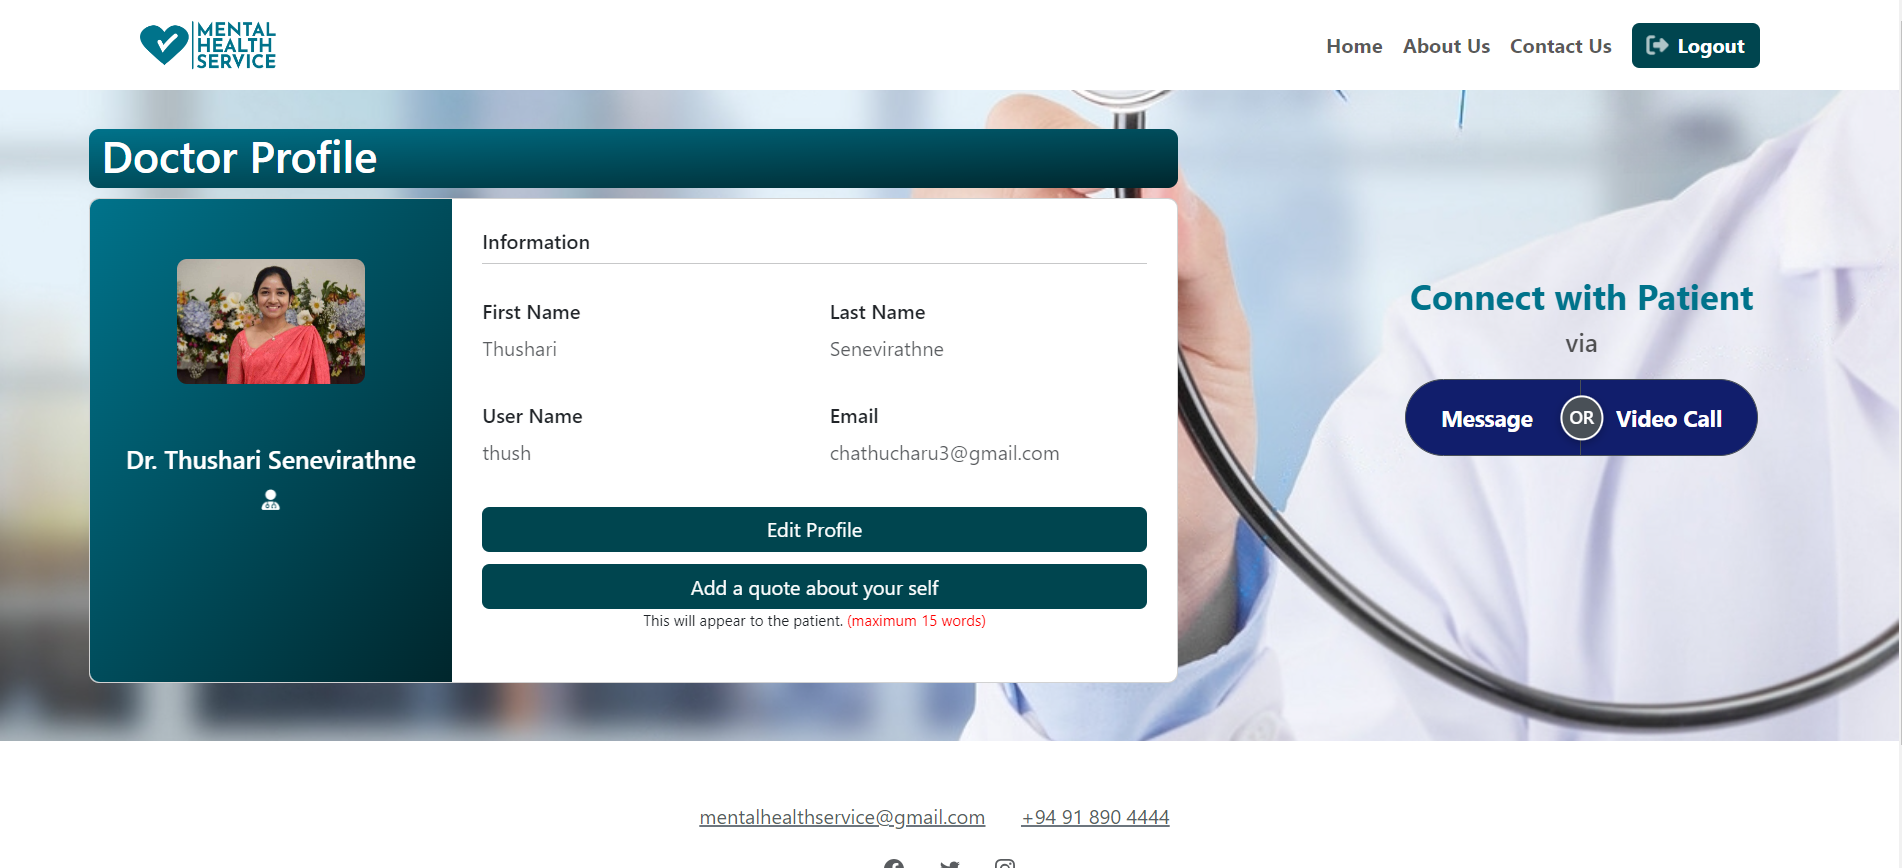 MENTAL
HEALTH
SERVICE
Home About Us Contact Us Logout
Doctor Profile
Dr. Thushari Senevirathne
Information
First Name Last Name
Thushari Senevirathne
User Name Email
thush chathucharu3@gmail.com
Edit Profile
Add a quote about your self
This will appear to the patient. (maximum 15 words)
Connect with Patient
via
Message OR Video Call
mentalhealthservice@gmail.com +94 91 890 4444